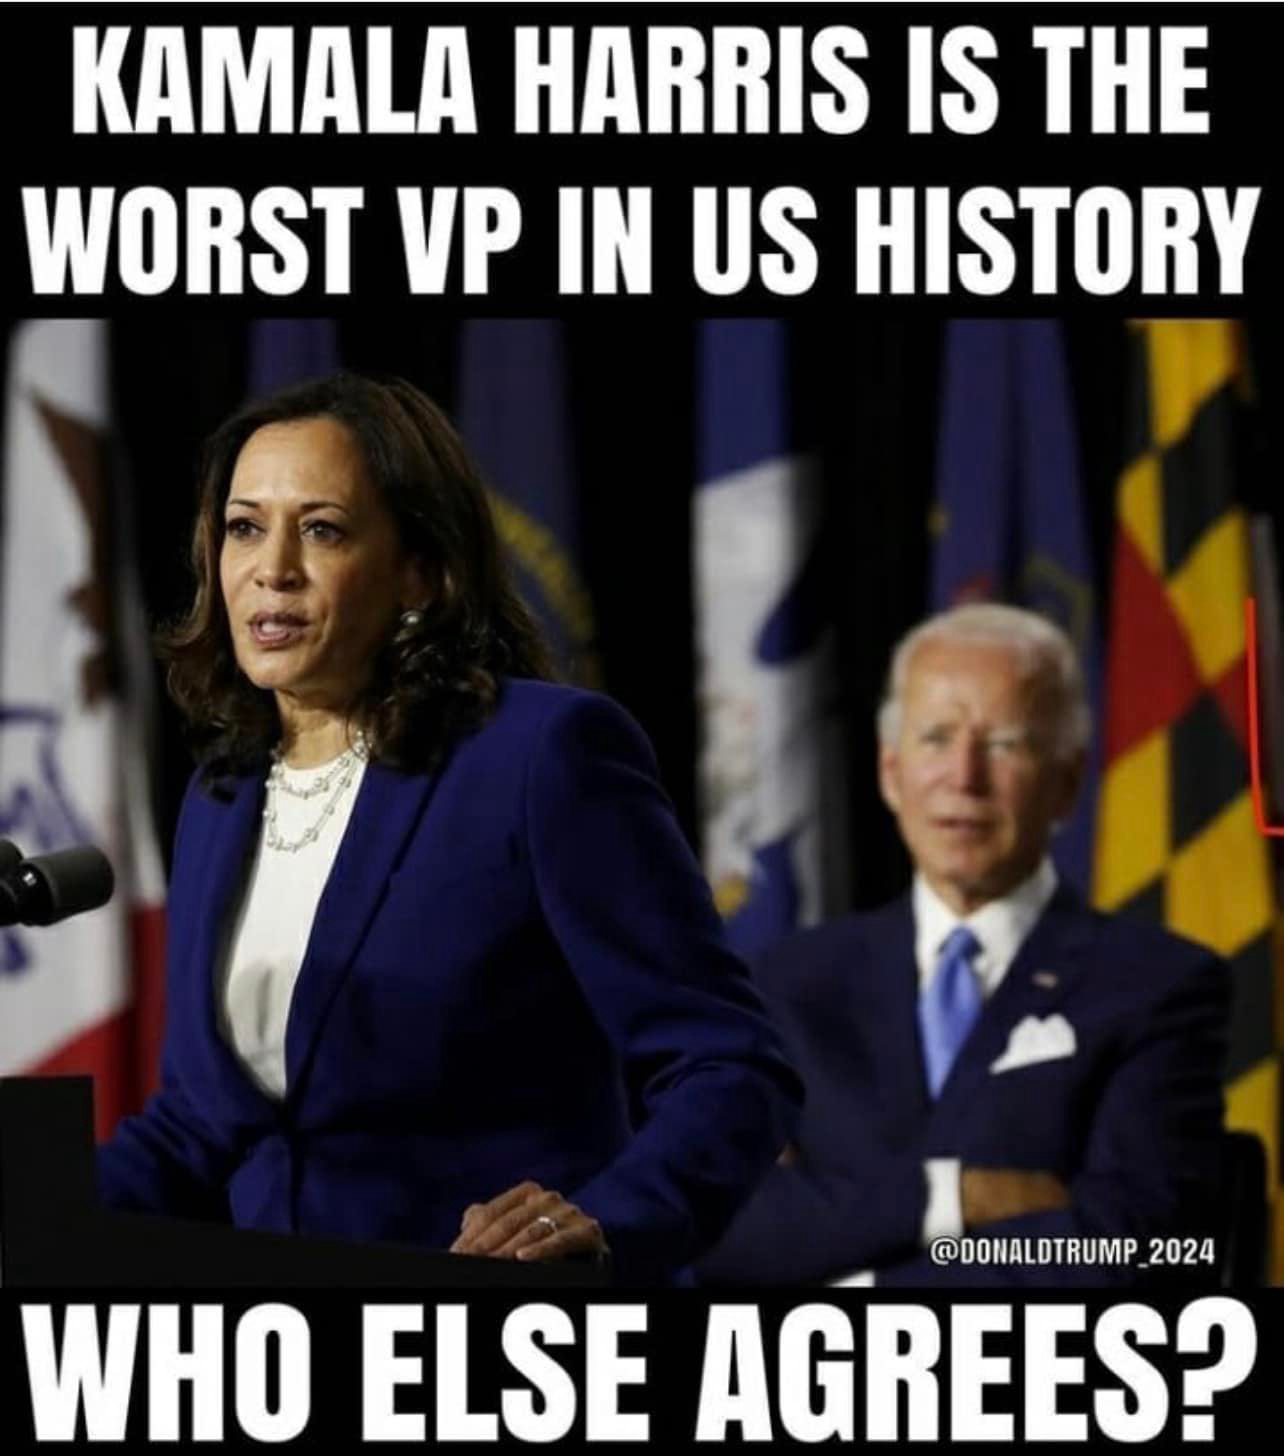 KAMALA HARRIS IS THE
WORST VP IN US HISTORY
@DONALDTRUMP_2024
WHO ELSE AGREES?